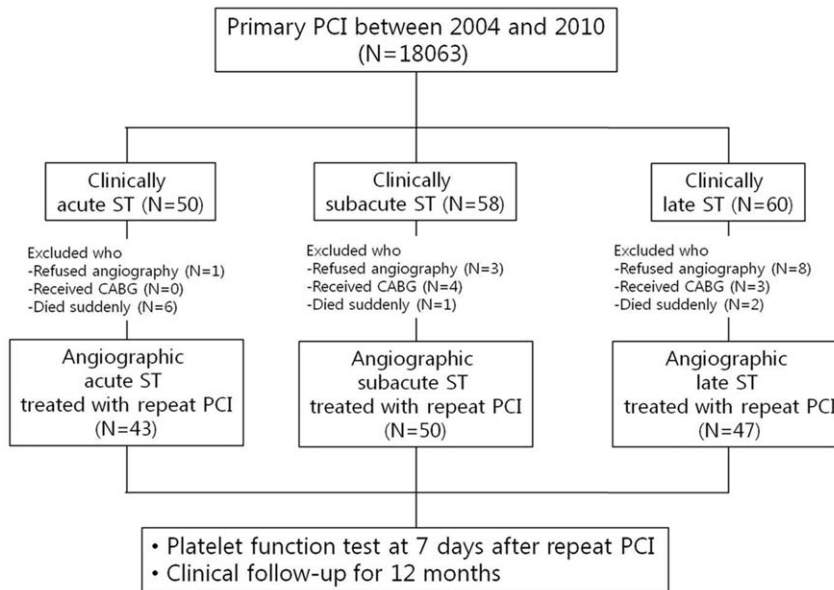 Primary PCI between 2004 and 2010
(N=18063)
Clinically
acute ST (N=50)
Clinically
subacute ST (N=58)
Clinically
late ST (N=60)
Excluded who
-Refused angiography (N=1)
-Received CABG (N=0)
-Died suddenly (N=6)
Excluded who
-Refused angiography (N=3)
-Received CABG (N=4)
-Died suddenly (N=1)
Excluded who
-Refused angiography (N=8)
-Received CABG (N=3)
-Died suddenly (N=2)
Angiographic
acute ST
treated with repeat PCI
(N=43)
Angiographic
subacute ST
treated with repeat PCI
(N=50)
Angiographic
late ST
treated with repeat PCI
(N=47)
• Platelet function test at 7 days after repeat PCI
• Clinical follow-up for 12 months